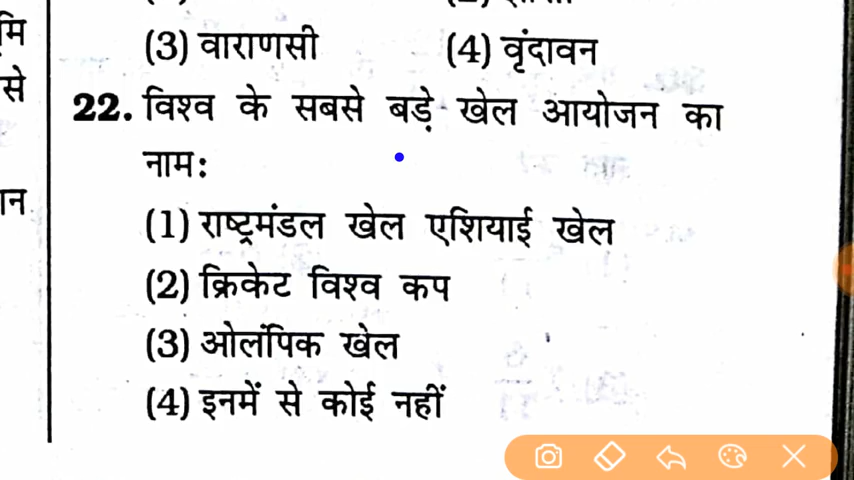 (3) वाराणसी (4) वृंदावन
22. विश्व के सबसे बड़े खेल आयोजन का
नाम:
(1) राष्ट्रमंडल खेल एशियाई खेल
(2) क्रिकेट विश्व कप
(3) ओलंपिक खेल
(4) इनमें से कोई नहीं